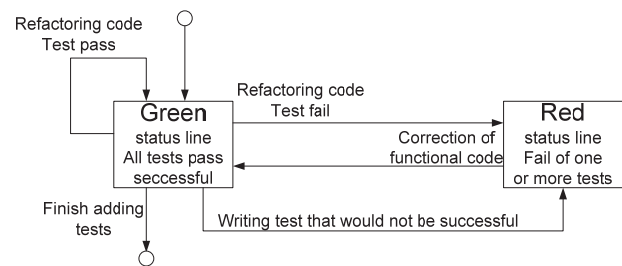 Refactoring code
Test pass
Green
status line
All tests pass
seccessful
Refactoring code
Test fail
Correction of
functional code
Red
status line
Fail of one
or more tests
Finish adding
tests
Writing test that would not be successful